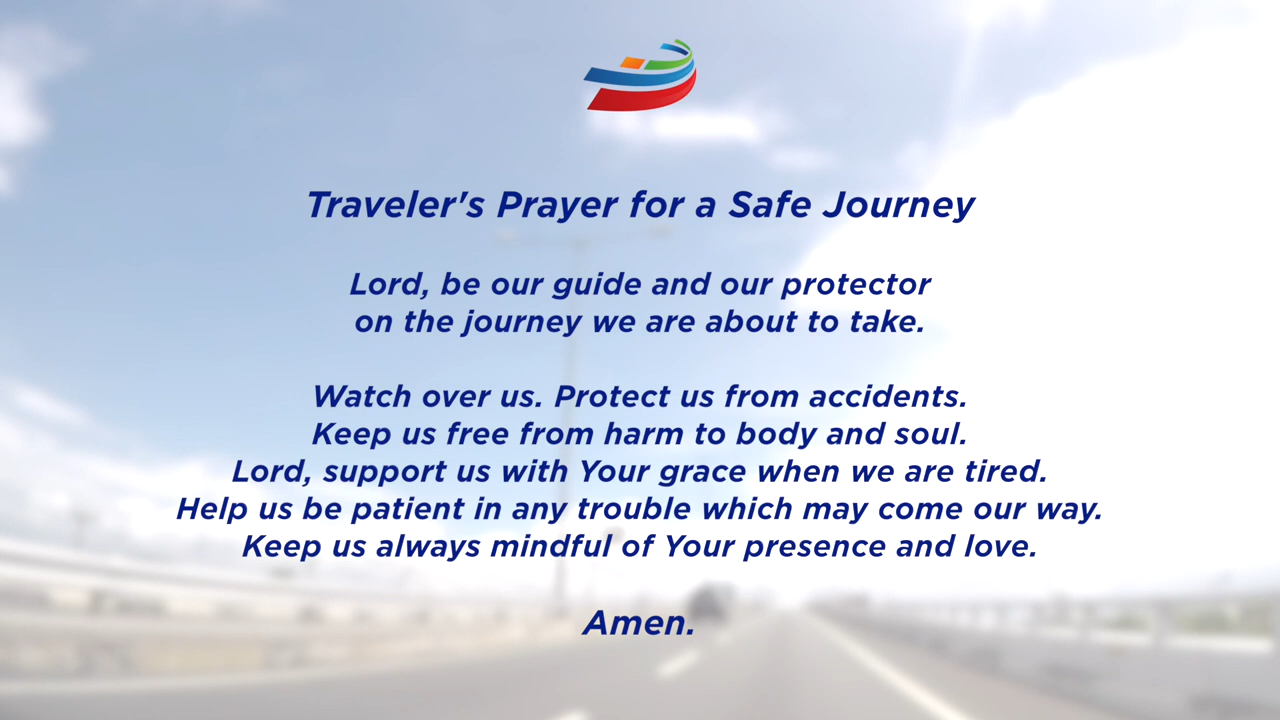 Traveler's Prayer for a Safe Journey
Lord, be our guide and our protector
on the journey we are about to take.
Watch over us. Protect us from accidents.
Keep us free from harm to body and soul.
Lord, support us with Your grace when we are tired.
Help us be patient in any trouble which may come our way.
Keep us always mindful of Your presence and love.
Amen.